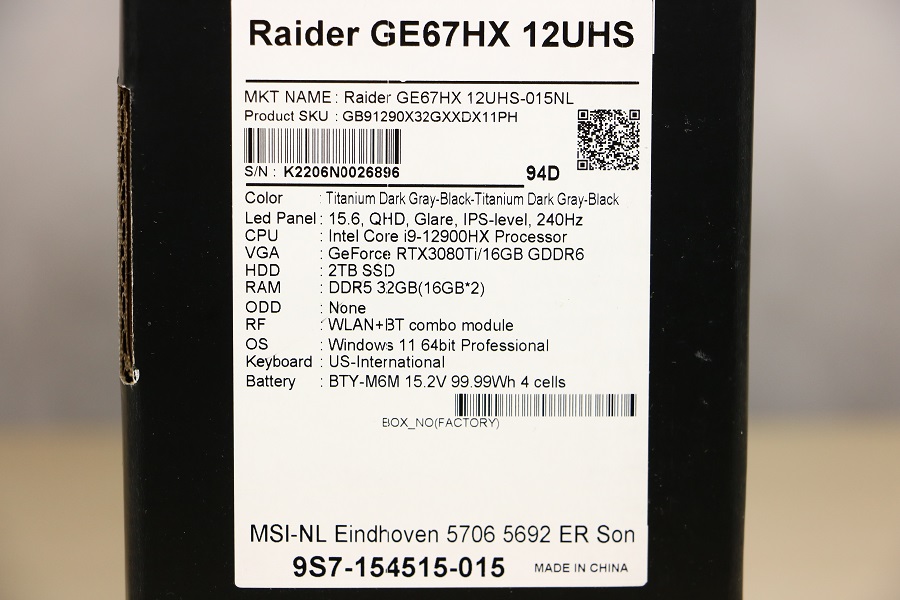 Raider GE67HX 12UHS
MKT NAME : Raider GE67HX 12UHS-015NL
Product SKU : GB91290X32GXXDX11PH
S/N : K2206N0026896
94D
Color : Titanium Dark Gray-Black-Titanium Dark Gray-Black
Led Panel : 15.6, QHD, Glare, IPS-level, 240Hz
CPU : Intel Core i9-12900HX Processor
VGA : GeForce RTX3080Ti/16GB GDDR6
HDD : 2TB SSD
RAM : DDR5 32GB(16GB*2)
ODD : None
RF : WLAN+BT combo module
OS : Windows 11 64bit Professional
Keyboard : US-International
Battery : BTY-M6M 15.2V 99.99Wh 4 cells
BOX_NO(FACTORY)
MSI-NL Eindhoven 5706 5692 ER Son
9S7-154515-015 MADE IN CHINA